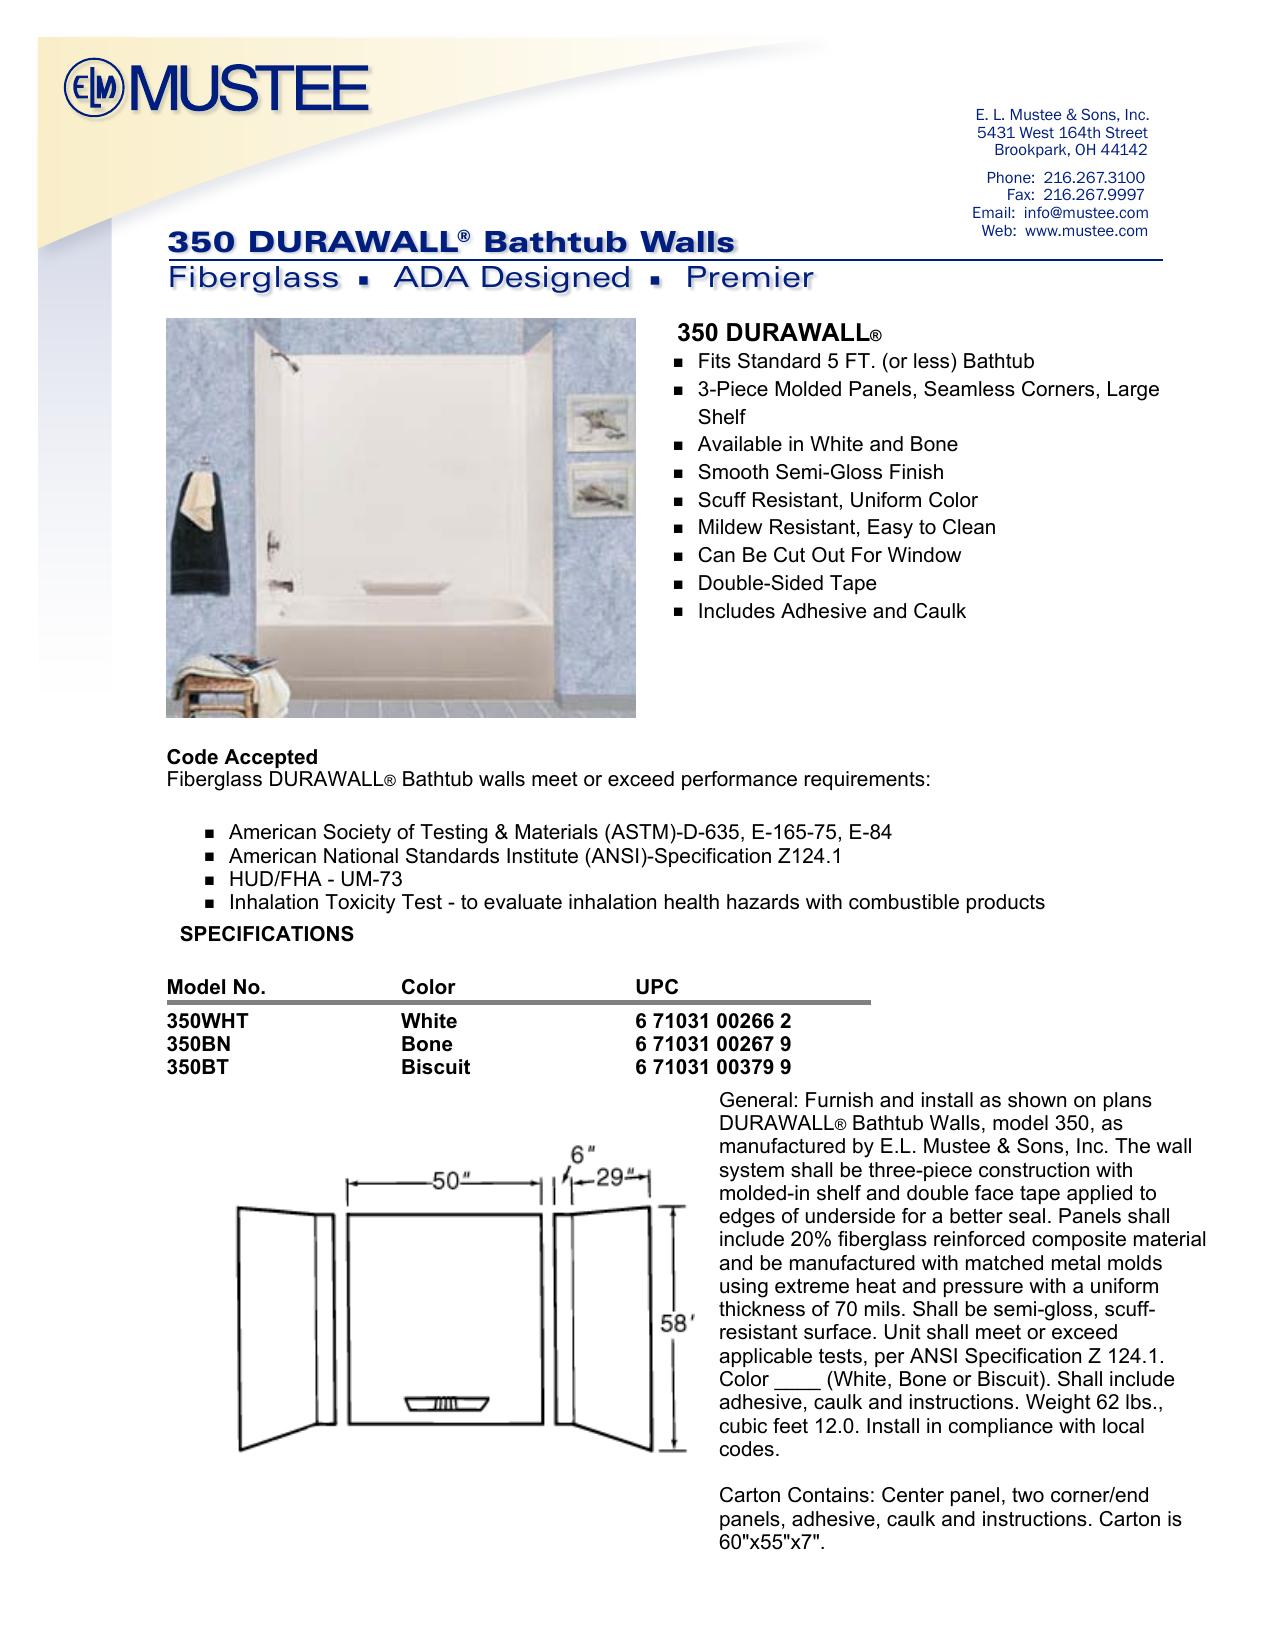 ELM MUSTEE
E. L. Mustee & Sons, Inc.
5431 West 164th Street
Brookpark, OH 44142
Phone: 216.267.3100
Fax: 216.267.9997
Email: info@mustee.com
Web: www.mustee.com
350 DURAWALL® Bathtub Walls
Fiberglass ▪ ADA Designed ▪ Premier
350 DURAWALL®
▪ Fits Standard 5 FT. (or less) Bathtub
▪ 3-Piece Molded Panels, Seamless Corners, Large
Shelf
▪ Available in White and Bone
▪ Smooth Semi-Gloss Finish
▪ Scuff Resistant, Uniform Color
▪ Mildew Resistant, Easy to Clean
▪ Can Be Cut Out For Window
▪ Double-Sided Tape
▪ Includes Adhesive and Caulk
Code Accepted
Fiberglass DURAWALL® Bathtub walls meet or exceed performance requirements:
▪ American Society of Testing & Materials (ASTM)-D-635, E-165-75, E-84
▪ American National Standards Institute (ANSI)-Specification Z124.1
▪ HUD/FHA - UM-73
▪ Inhalation Toxicity Test - to evaluate inhalation health hazards with combustible products
SPECIFICATIONS
Model No. Color UPC
350WHT White 6 71031 00266 2
350BN Bone 6 71031 00267 9
350BT Biscuit 6 71031 00379 9
50" 6" 29"
58'
General: Furnish and install as shown on plans
DURAWALL® Bathtub Walls, model 350, as
manufactured by E.L. Mustee & Sons, Inc. The wall
system shall be three-piece construction with
molded-in shelf and double face tape applied to
edges of underside for a better seal. Panels shall
include 20% fiberglass reinforced composite material
and be manufactured with matched metal molds
using extreme heat and pressure with a uniform
thickness of 70 mils. Shall be semi-gloss, scuff-
resistant surface. Unit shall meet or exceed
applicable tests, per ANSI Specification Z 124.1.
Color ____ (White, Bone or Biscuit). Shall include
adhesive, caulk and instructions. Weight 62 lbs.,
cubic feet 12.0. Install in compliance with local
codes.
Carton Contains: Center panel, two corner/end
panels, adhesive, caulk and instructions. Carton is
60"x55"x7".